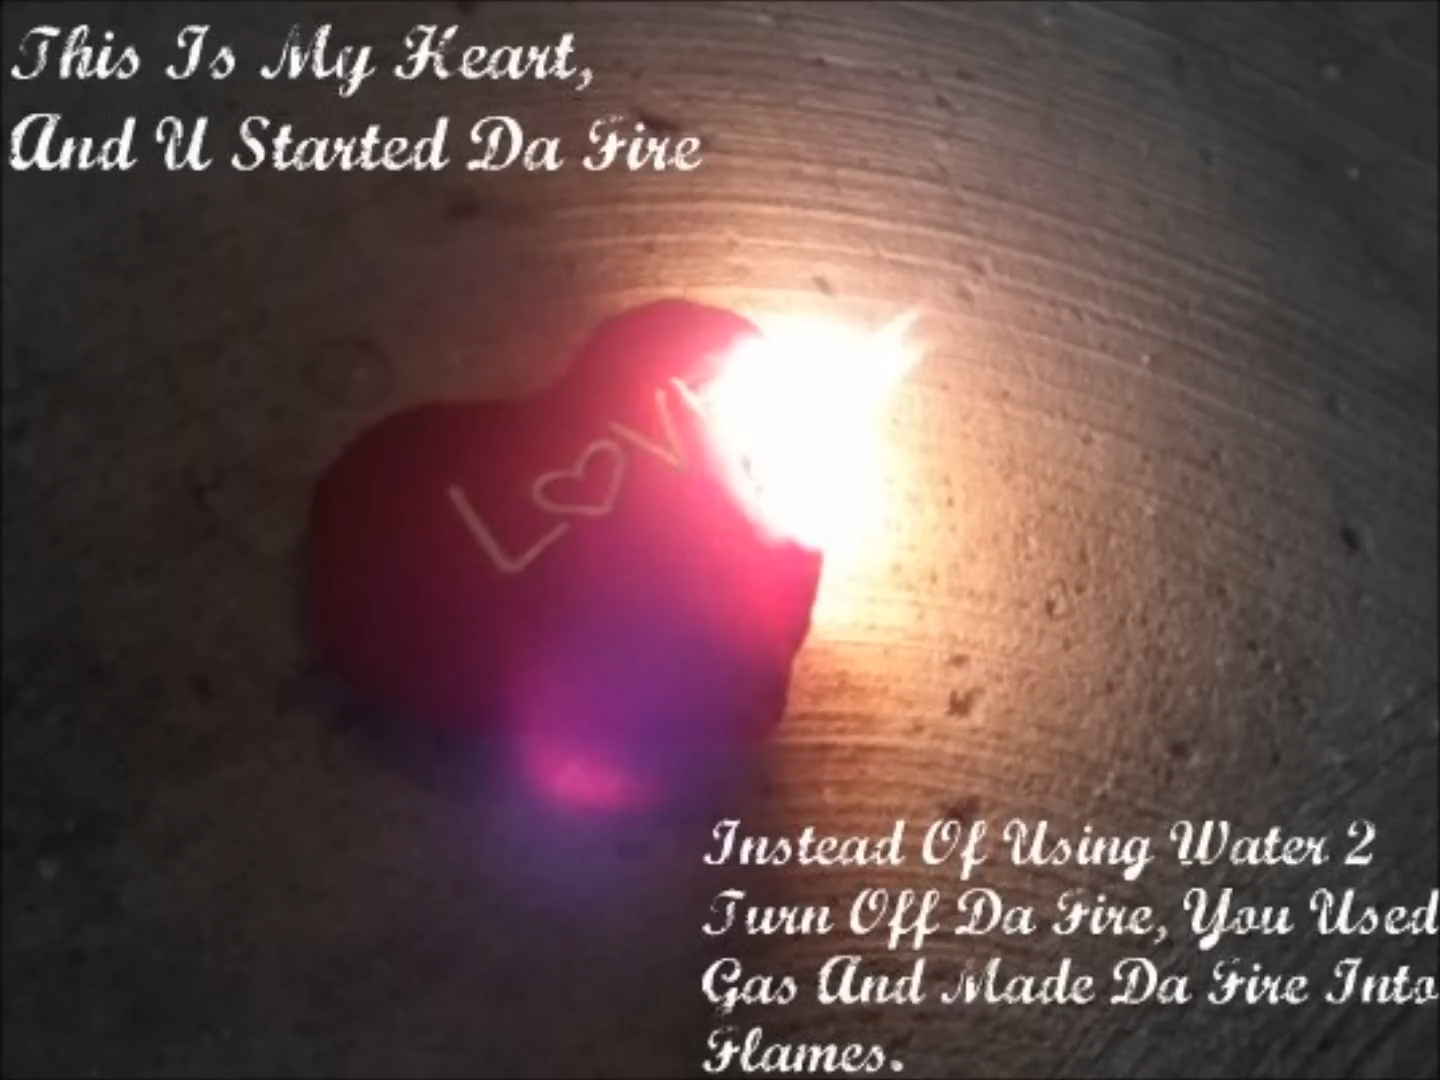 This Is My Heart,
And U Started Da Fire
LOV
Instead Of Using Water 2
Turn Off Da Fire, You Used
Gas And Made Da Fire Into
Flames.